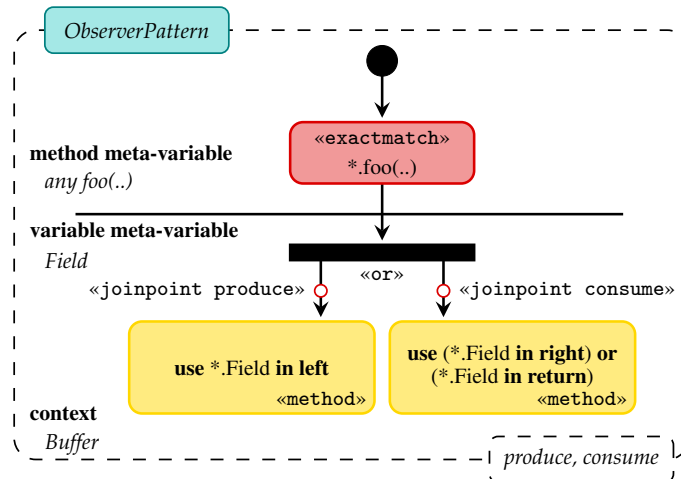 ObserverPattern
«exactmatch»
*.foo(..)
method meta-variable
any foo(..)
variable meta-variable
Field
«or»
«joinpoint produce»
«joinpoint consume»
use *.Field in left
«method»
use (*.Field in right) or
(*.Field in return)
«method»
context
Buffer
produce, consume